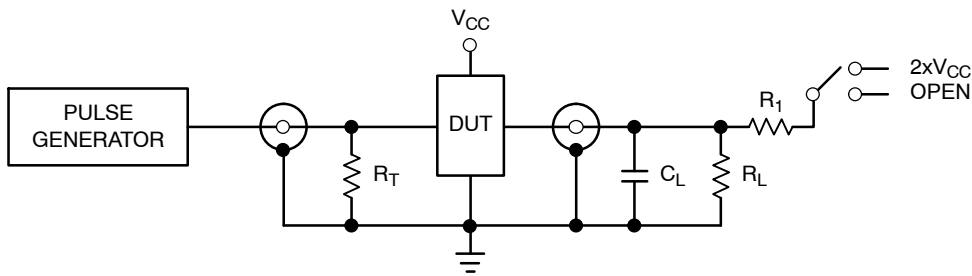 V_CC
PULSE
GENERATOR
R_T
DUT
C_L
R_L
R_1
2xV_CC
OPEN